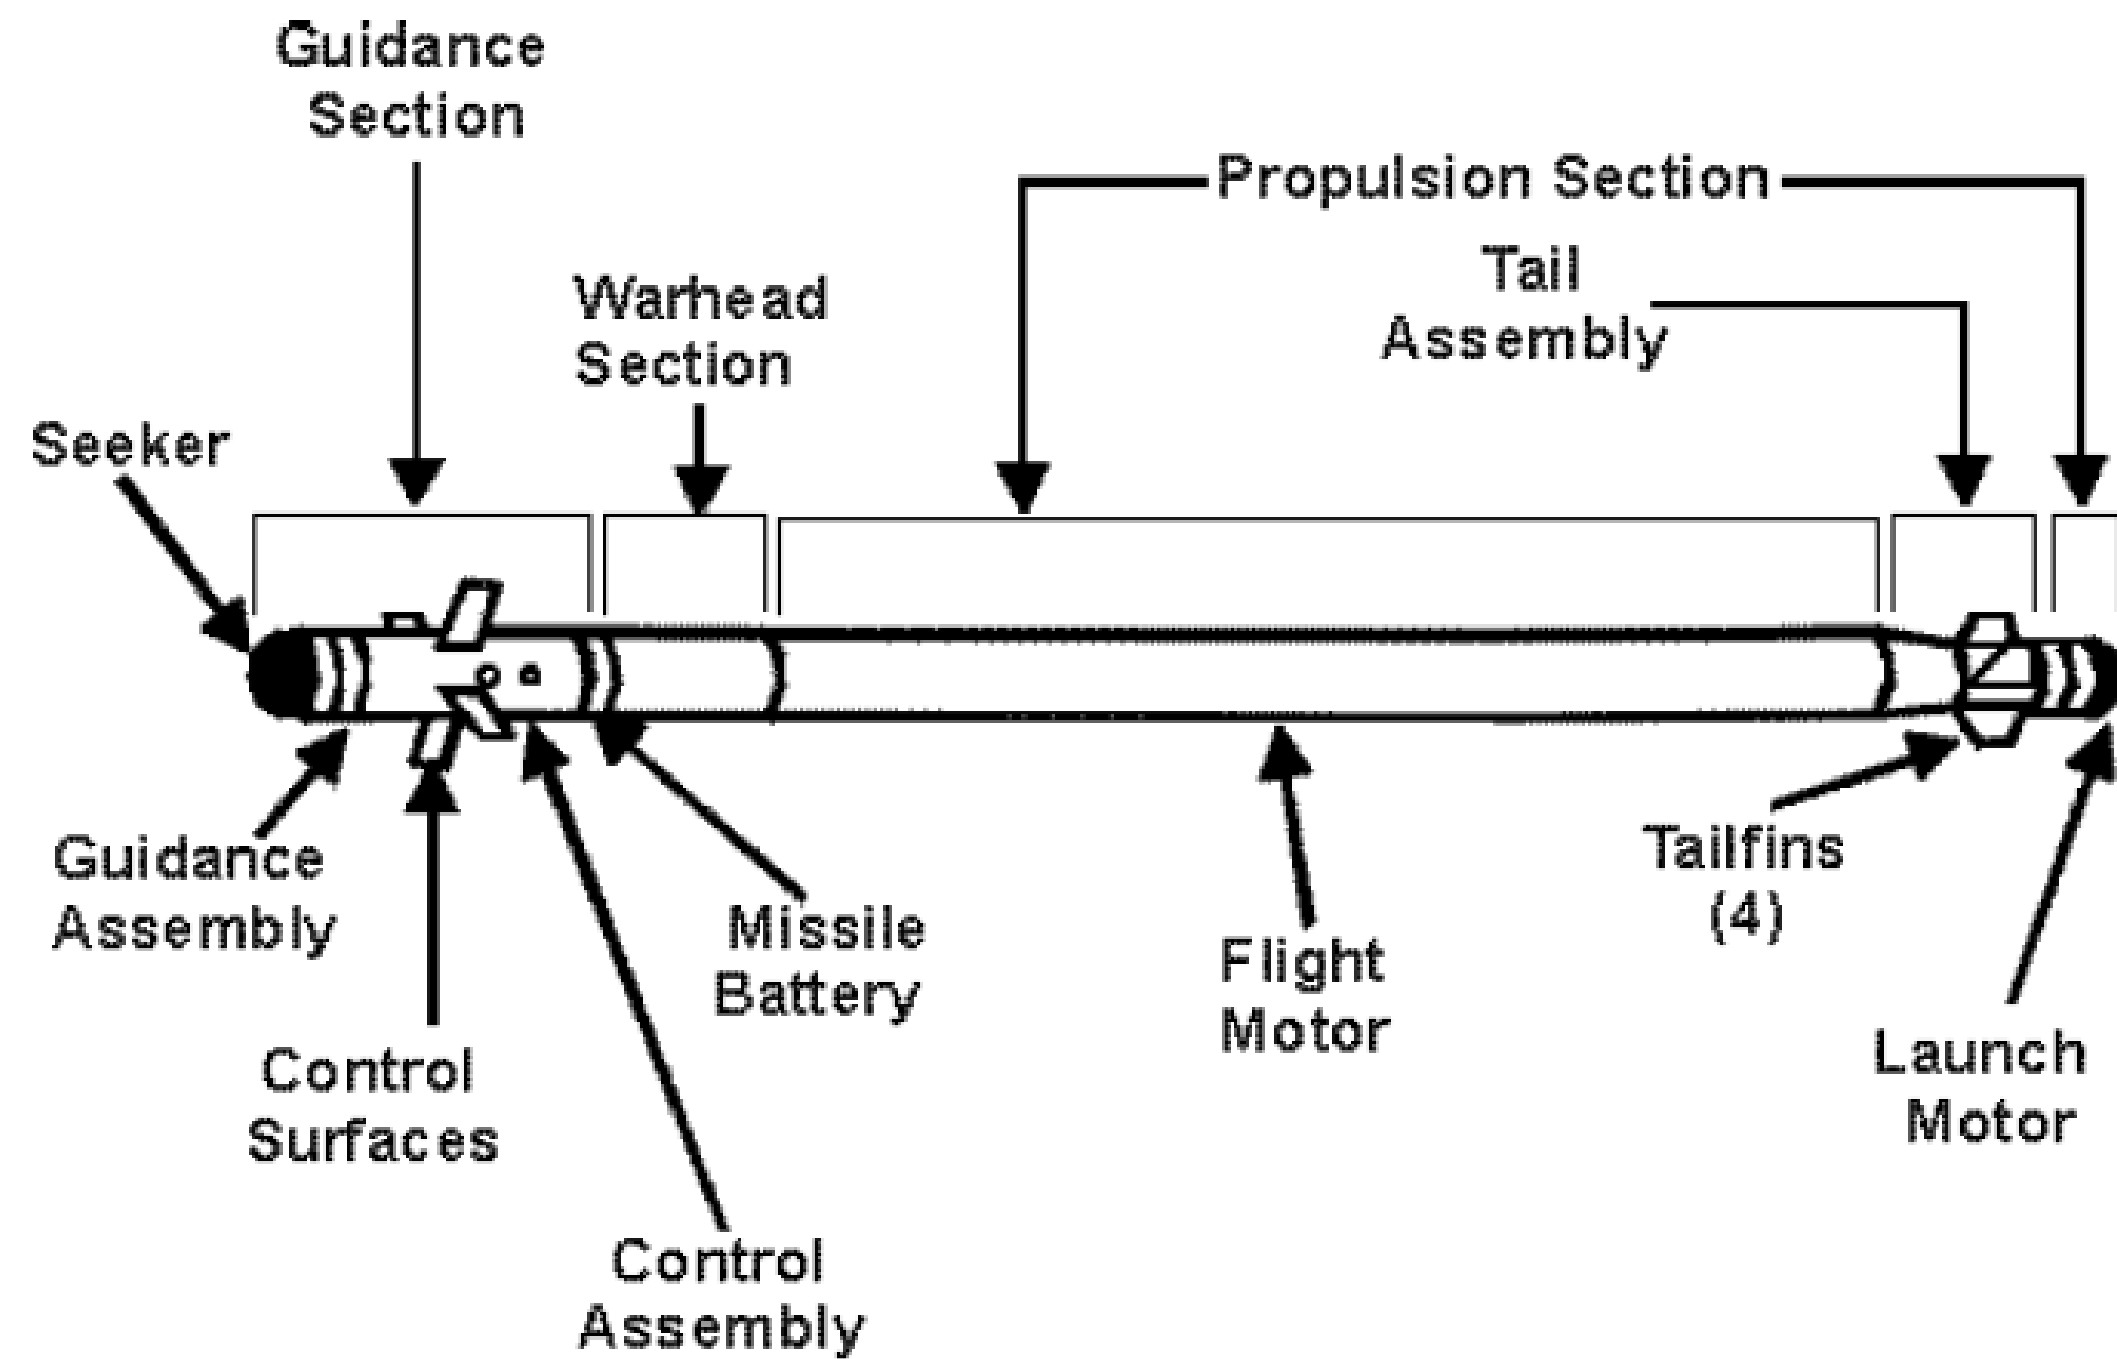 Guidance
Section
Propulsion Section
Tail
Assembly
Warhead
Section
Seeker
Guidance
Assembly
Tailfins
(4)
Missile
Battery
Flight
Motor
Control
Surfaces
Launch
Motor
Control
Assembly